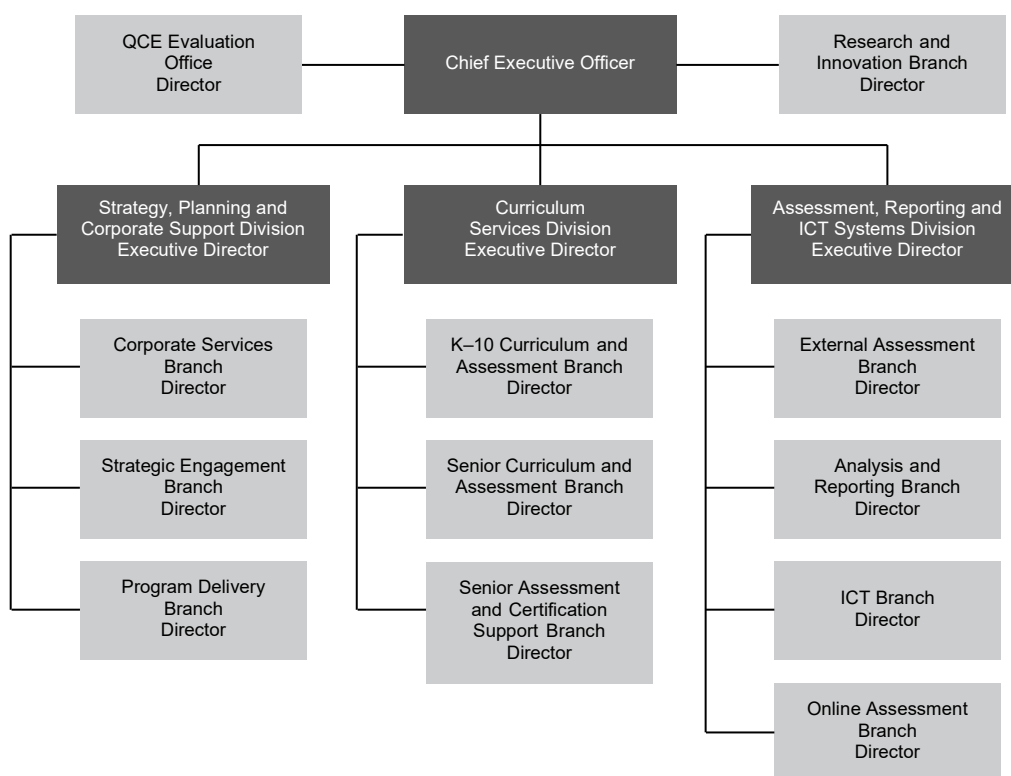 QCE Evaluation
Office
Director
Chief Executive Officer
Research and
Innovation Branch
Director
Strategy, Planning and
Corporate Support Division
Executive Director
Curriculum
Services Division
Executive Director
Assessment, Reporting and
ICT Systems Division
Executive Director
Corporate Services
Branch
Director
K–10 Curriculum and
Assessment Branch
Director
External Assessment
Branch
Director
Strategic Engagement
Branch
Director
Senior Curriculum and
Assessment Branch
Director
Analysis and
Reporting Branch
Director
Program Delivery
Branch
Director
Senior Assessment
and Certification
Support Branch
Director
ICT Branch
Director
Online Assessment
Branch
Director